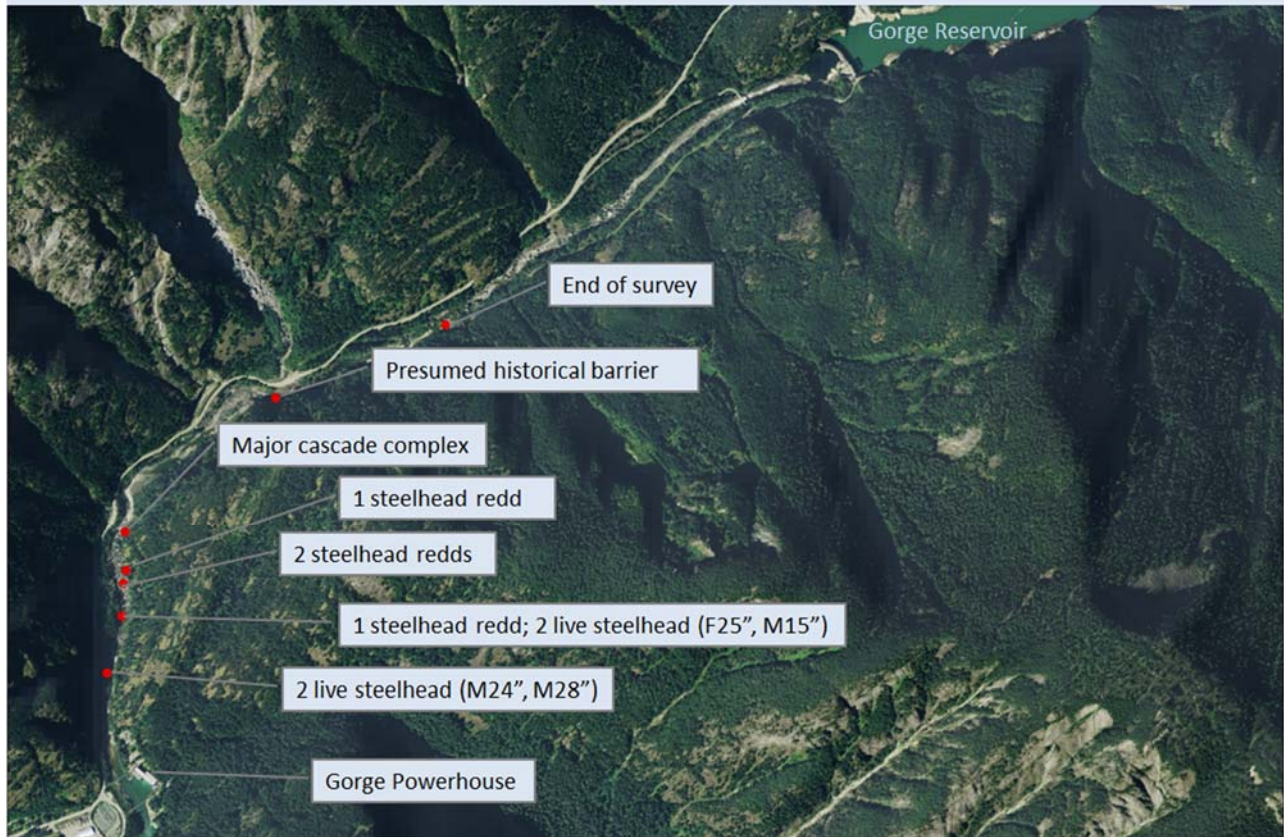 Gorge Reservoir
End of survey
Presumed historical barrier
Major cascade complex
1 steelhead redd
2 steelhead redds
1 steelhead redd; 2 live steelhead (F25”, M15”)
2 live steelhead (M24”, M28”)
Gorge Powerhouse